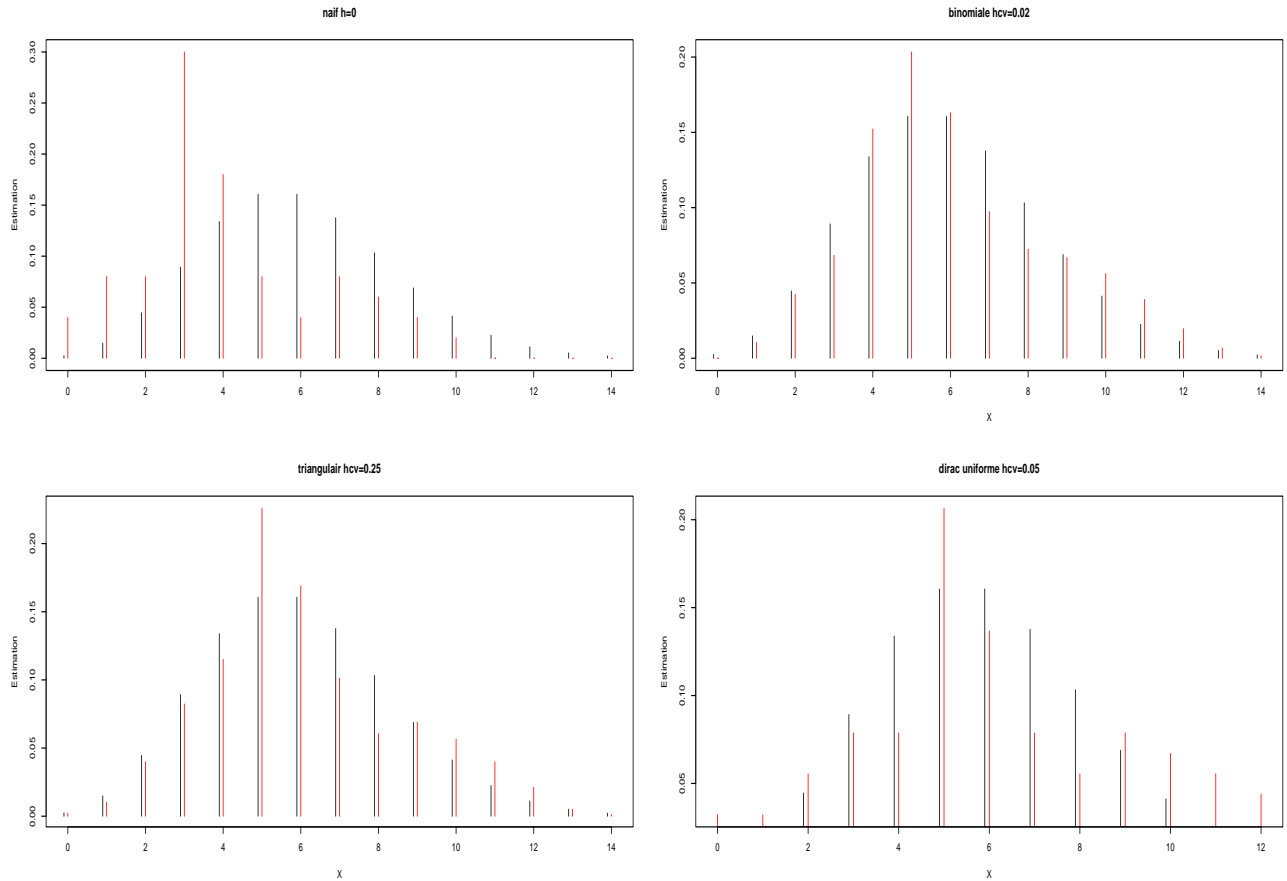 naif h=0
Estimation
0.30
0.25
0.20
0.15
0.10
0.05
0.00
0 2 4 6 8 10 12 14
binomiale hcv=0.02
Estimation
0.20
0.15
0.10
0.05
0.00
0 2 4 6 8 10 12 14
X
triangulair hcv=0.25
Estimation
0.20
0.15
0.10
0.05
0.00
0 2 4 6 8 10 12 14
X
dirac uniforme hcv=0.05
Estimation
0.20
0.15
0.10
0.05
0 2 4 6 8 10 12
X